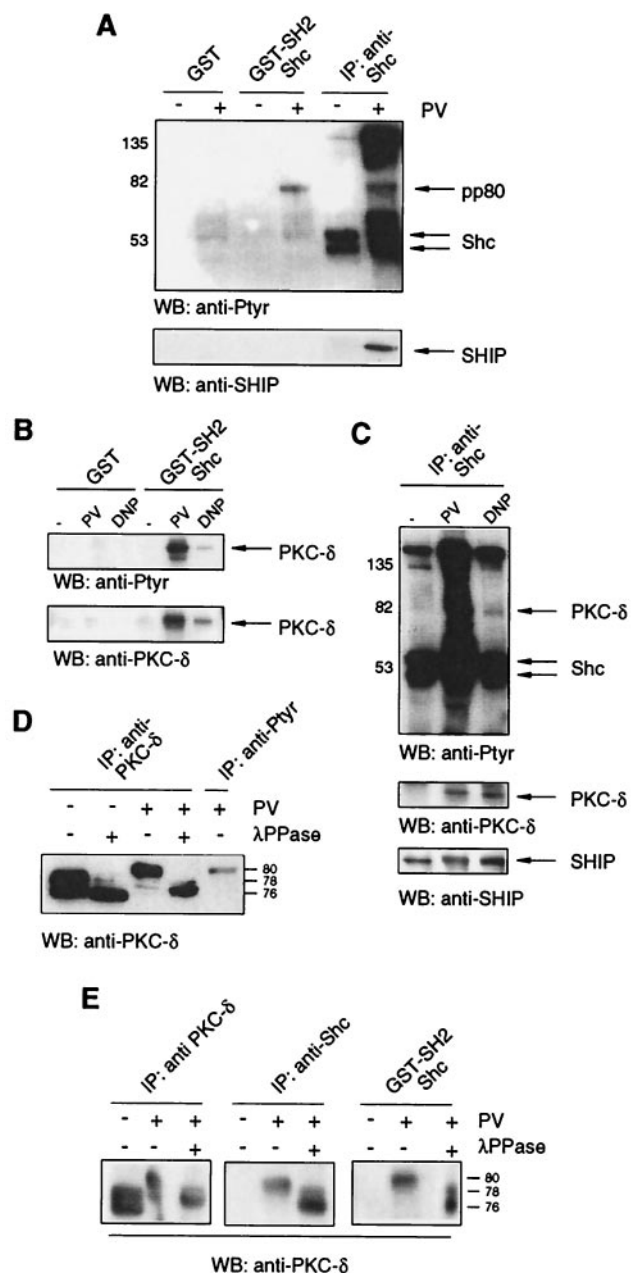 A
GST
GST-SH2
Shc
IP: anti-
Shc
- + - + - + PV
135
82
53
pp80
Shc
WB: anti-Ptyr
SHIP
WB: anti-SHIP
B
GST
GST-SH2
Shc
- PV DNP - PV DNP
PKC-δ
WB: anti-Ptyr
PKC-δ
WB: anti-PKC-δ
C
IP: anti-
Shc
- PV DNP
135
82
53
PKC-δ
Shc
WB: anti-Ptyr
PKC-δ
WB: anti-PKC-δ
SHIP
WB: anti-SHIP
D
IP: anti-
PKC-δ
IP: anti-Ptyr
- - + + + PV
- + - + - λPPase
80
78
76
WB: anti-PKC-δ
E
IP: anti PKC-δ
IP: anti-Shc
GST-SH2
Shc
- + + - + + - + + PV
- - + - - + - - + λPPase
80
78
76
WB: anti-PKC-δ